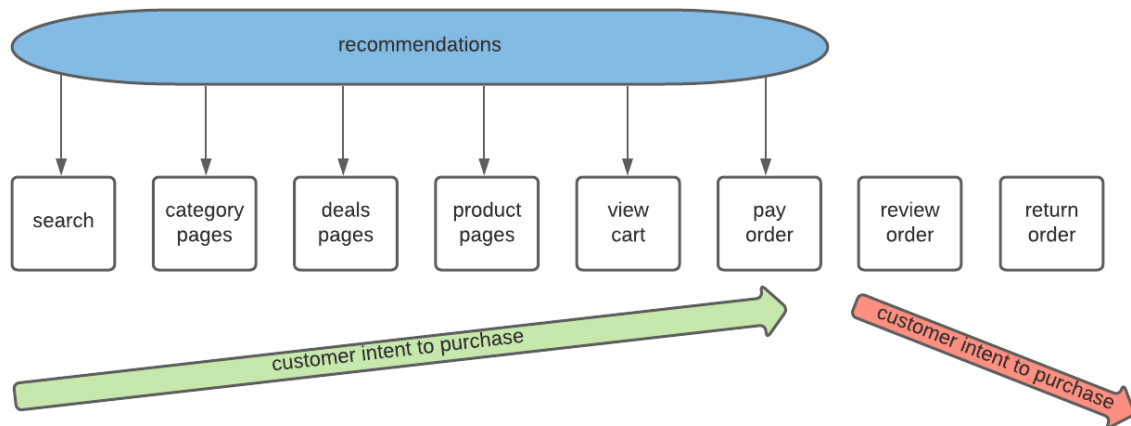 recommendations
search
category
pages
deals
pages
product
pages
view
cart
pay
order
review
order
return
order
customer intent to purchase
customer intent to purchase